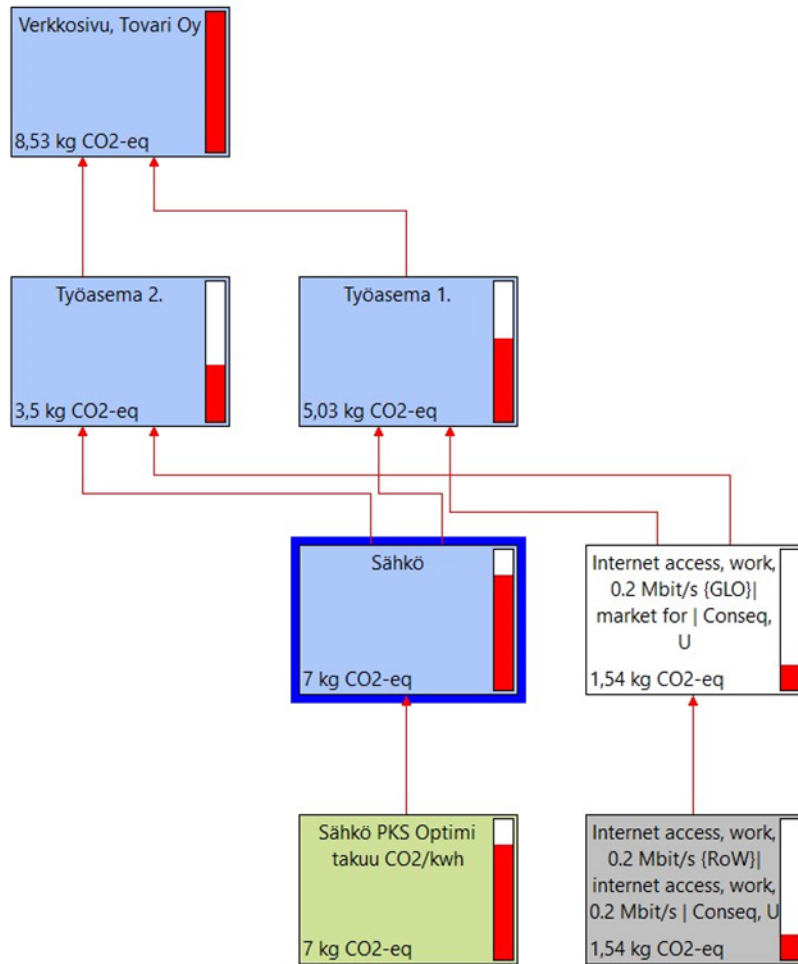 Verkkosivu, Tovari Oy
8,53 kg CO2-eq
Työasema 2.
3,5 kg CO2-eq
Työasema 1.
5,03 kg CO2-eq
Sähkö
7 kg CO2-eq
Internet access, work,
0.2 Mbit/s {GLO}|
market for | Conseq,
U
1,54 kg CO2-eq
Sähkö PKS Optimi
takuu CO2/kwh
7 kg CO2-eq
Internet access, work,
0.2 Mbit/s {RoW}|
internet access, work,
0.2 Mbit/s | Conseq, U
1,54 kg CO2-eq